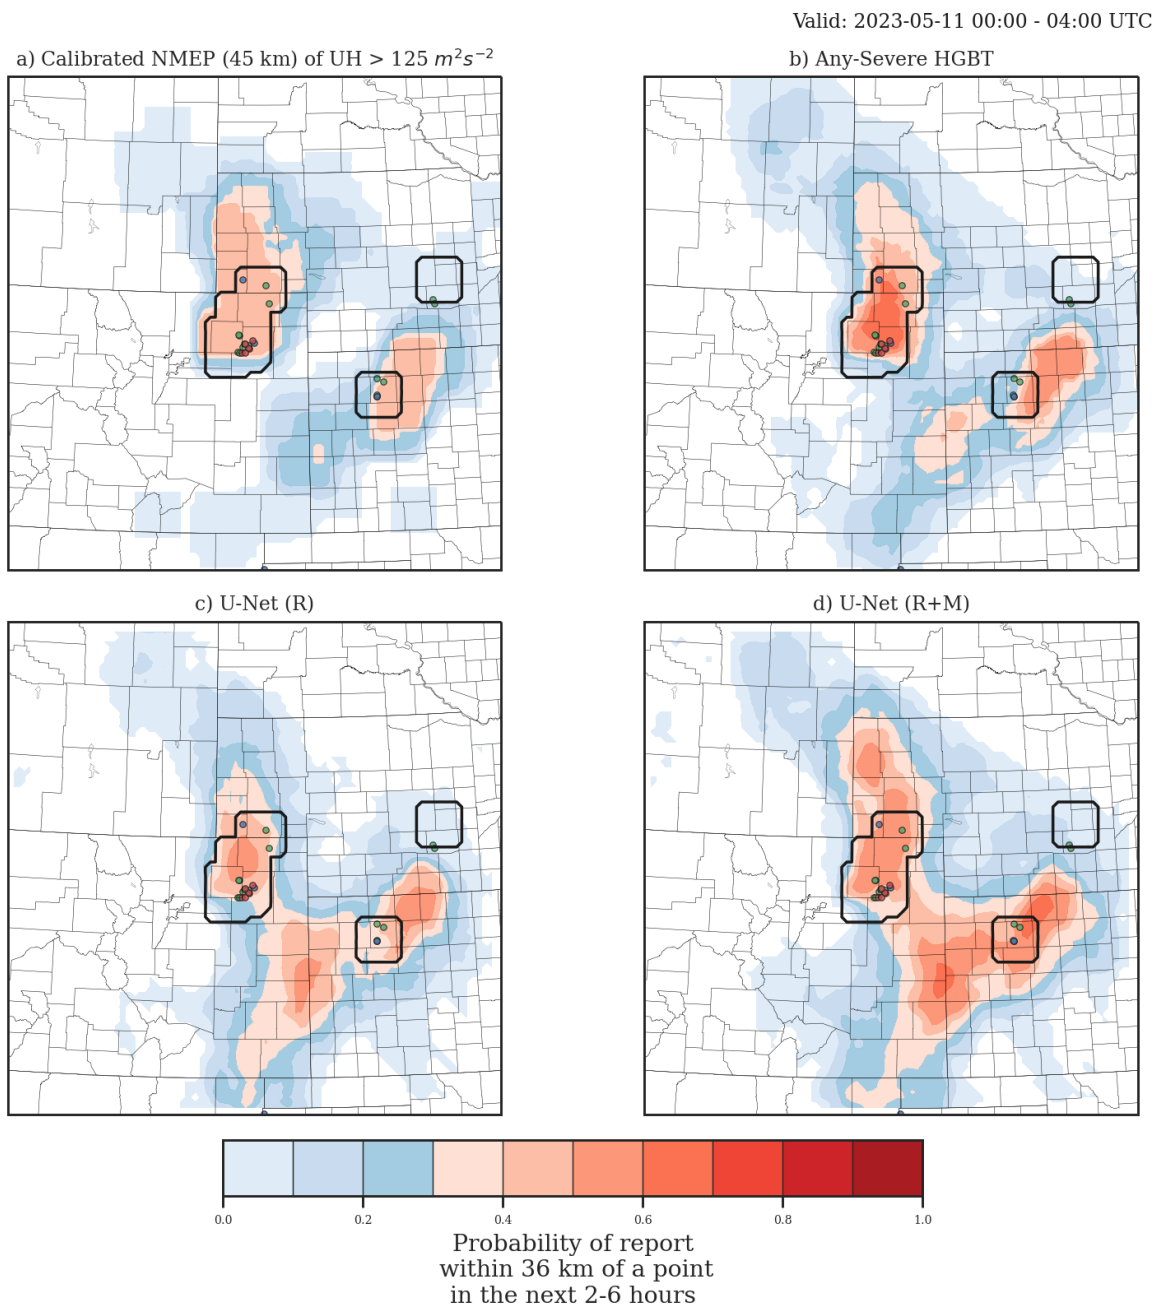 Valid: 2023-05-11 00:00 - 04:00 UTC
a) Calibrated NMEP (45 km) of UH > 125 m²s⁻²
b) Any-Severe HGBT
c) U-Net (R)
d) U-Net (R+M)
0.0 0.2 0.4 0.6 0.8 1.0
Probability of report
within 36 km of a point
in the next 2-6 hours